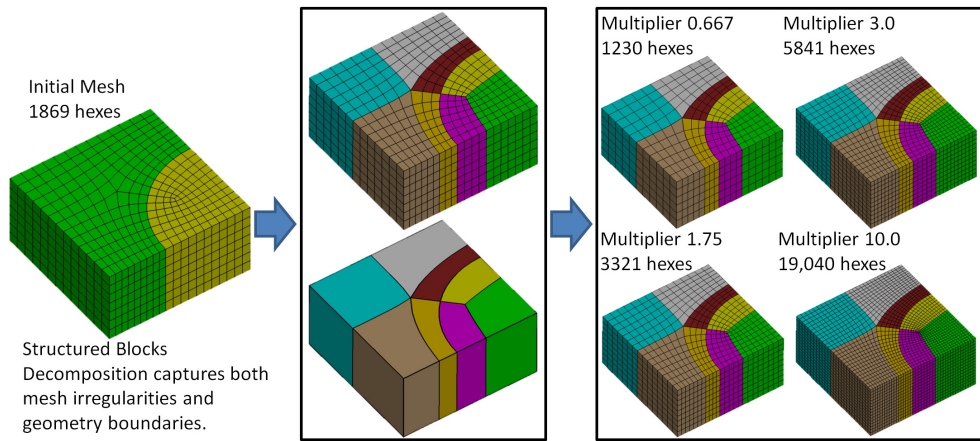 Initial Mesh
1869 hexes
Structured Blocks
Decomposition captures both
mesh irregularities and
geometry boundaries.
Multiplier 0.667
1230 hexes
Multiplier 3.0
5841 hexes
Multiplier 1.75
3321 hexes
Multiplier 10.0
19,040 hexes